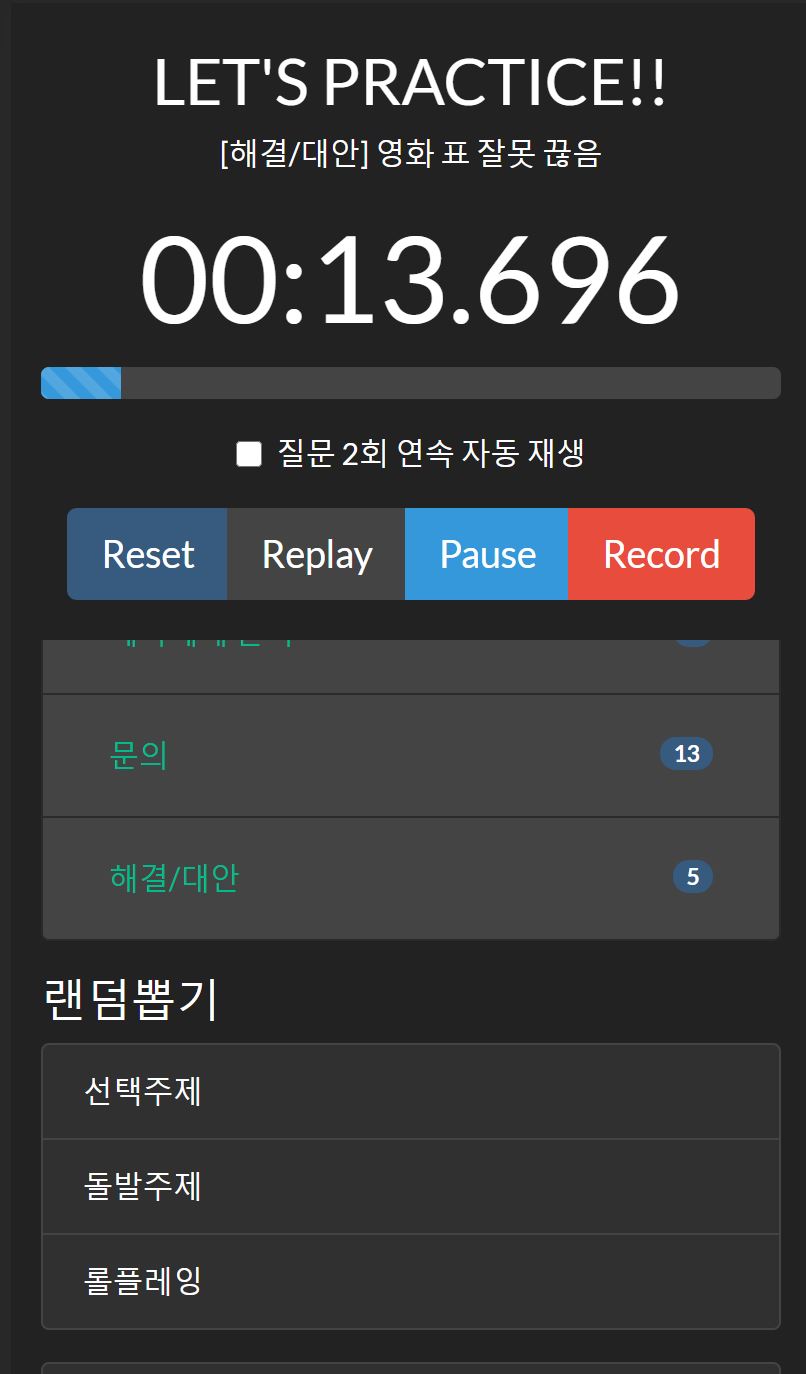 LET'S PRACTICE!!
[해결/대안] 영화 표 잘못 끊음
00:13.696
질문 2회 연속 자동 재생
Reset Replay Pause Record
문의 13
해결/대안 5
랜덤뽑기
선택주제
돌발주제
롤플레잉